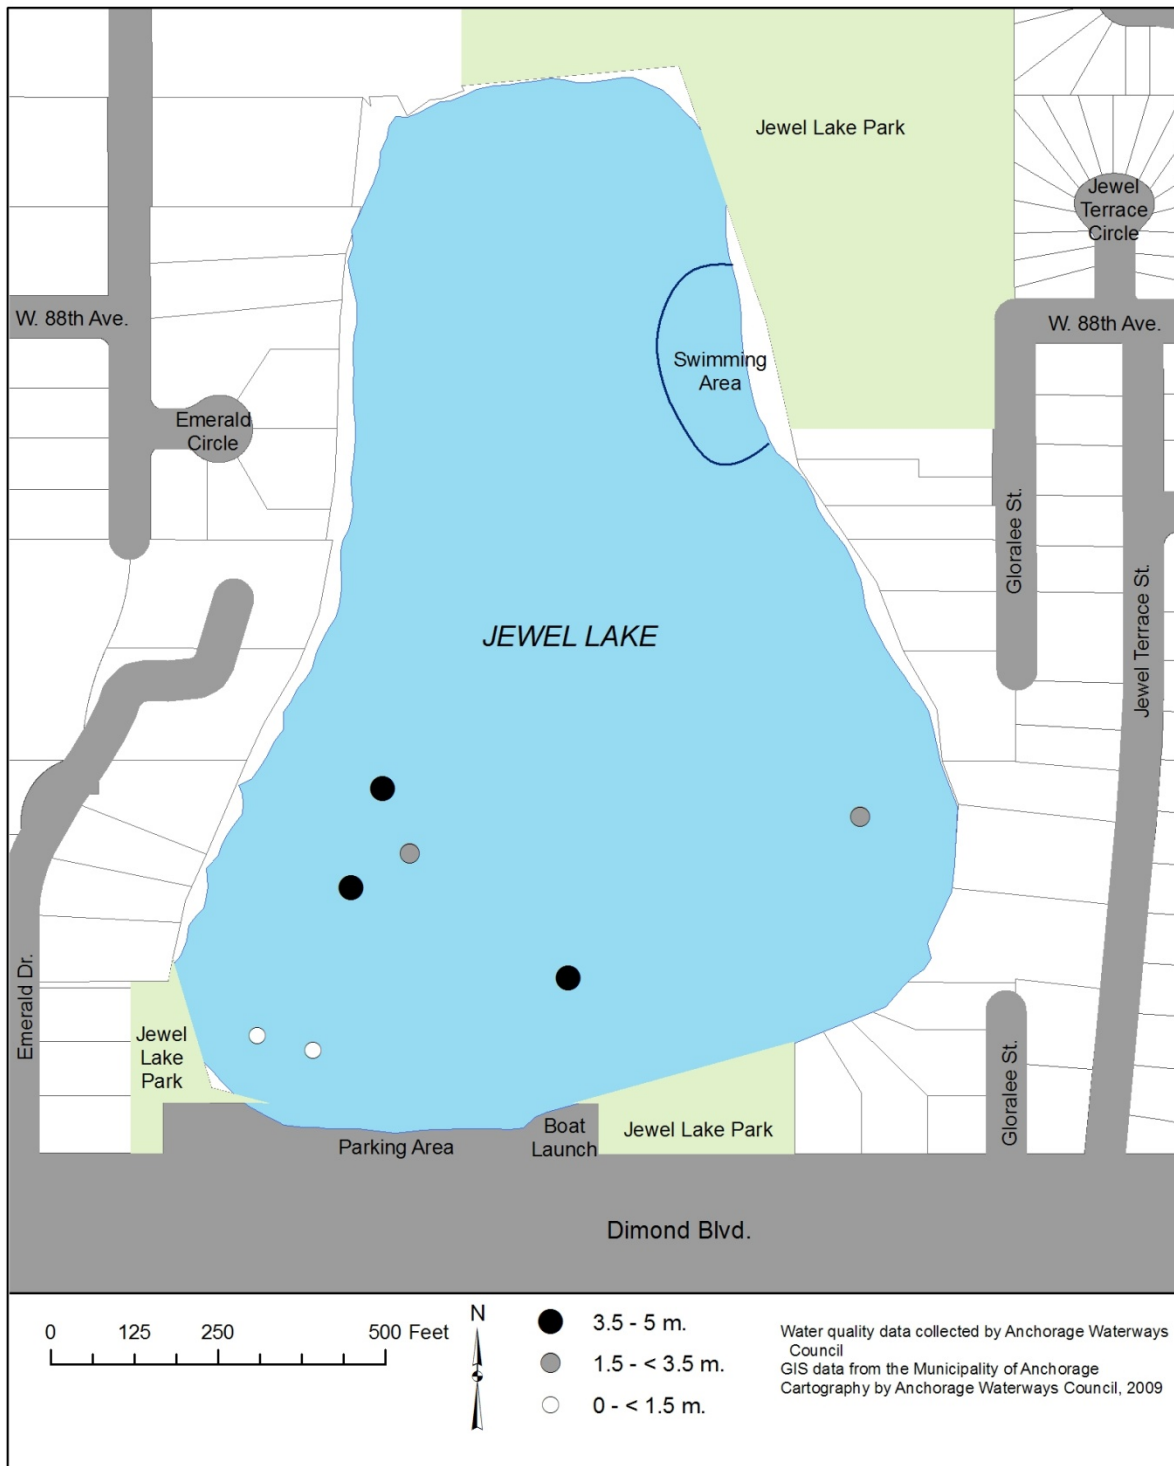 Jewel Lake Park
Jewel
Terrace
Circle
W. 88th Ave.
W. 88th Ave.
Swimming
Area
Emerald
Circle
Gloralee St.
JEWEL LAKE
Jewel Terrace St.
Emerald Dr.
Jewel
Lake
Park
Gloralee St.
Boat
Launch
Jewel Lake Park
Parking Area
Dimond Blvd.
0 125 250 500 Feet
N
3.5 - 5 m.
1.5 - < 3.5 m.
0 - < 1.5 m.
Water quality data collected by Anchorage Waterways
Council
GIS data from the Municipality of Anchorage
Cartography by Anchorage Waterways Council, 2009